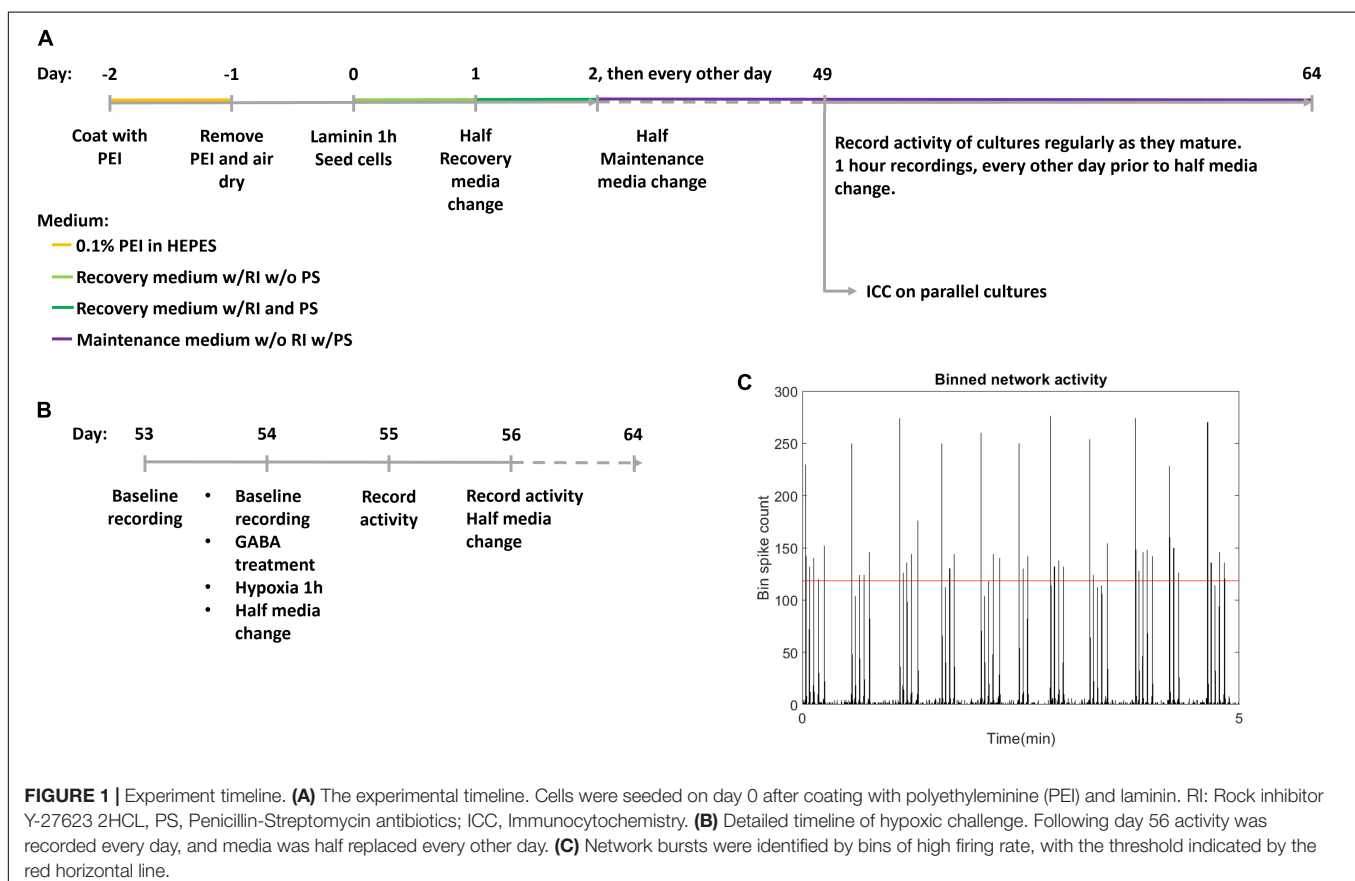 A
Day: -2 -1 0 1 2, then every other day 49 64
Coat with
PEI
Remove
PEI and air
dry
Laminin 1h
Seed cells
Half
Recovery
media
change
Half
Maintenance
media change
Record activity of cultures regularly as they mature.
1 hour recordings, every other day prior to half media
change.
Medium:
0.1% PEI in HEPES
Recovery medium w/RI w/o PS
Recovery medium w/RI and PS
Maintenance medium w/o RI w/PS
ICC on parallel cultures
B
Day: 53 54 55 56 64
Baseline
recording
• Baseline
recording
• GABA
treatment
• Hypoxia 1h
• Half media
change
Record
activity
Record activity
Half media
change
C
Binned network activity
300
250
200
150
100
50
0
Bin spike count
0 5
Time(min)
FIGURE 1 | Experiment timeline. (A) The experimental timeline. Cells were seeded on day 0 after coating with polyethyleminine (PEI) and laminin. RI: Rock inhibitor
Y-27623 2HCL, PS, Penicillin-Streptomycin antibiotics; ICC, Immunocytochemistry. (B) Detailed timeline of hypoxic challenge. Following day 56 activity was
recorded every day, and media was half replaced every other day. (C) Network bursts were identified by bins of high firing rate, with the threshold indicated by the
red horizontal line.